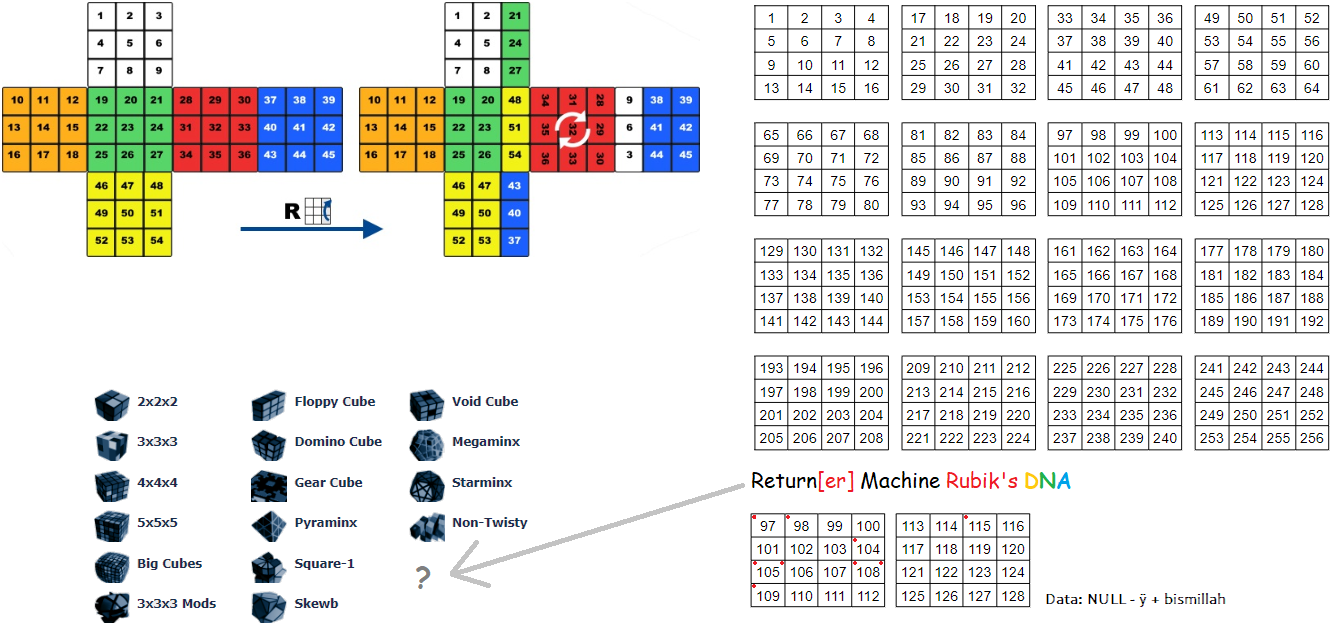 1 2 3
4 5 6
7 8 9
10 11 12 19 20 21 28 29 30 37 38 39
13 14 15 22 23 24 31 32 33 40 41 42
16 17 18 25 26 27 34 35 36 43 44 45
46 47 48
49 50 51
52 53 54
R
1 2 21
4 5 24
7 8 27
10 11 12 19 20 48 34 31 28 9 38 39
13 14 15 22 23 51 35 32 29 6 41 42
16 17 18 25 26 54 36 33 30 3 44 45
46 47 43
49 50 40
52 53 37
2x2x2
3x3x3
4x4x4
5x5x5
Big Cubes
3x3x3 Mods
Floppy Cube
Domino Cube
Gear Cube
Pyraminx
Square-1
Skewb
Void Cube
Megaminx
Starminx
Non-Twisty
?
1 2 3 4 17 18 19 20 33 34 35 36 49 50 51 52
5 6 7 8 21 22 23 24 37 38 39 40 53 54 55 56
9 10 11 12 25 26 27 28 41 42 43 44 57 58 59 60
13 14 15 16 29 30 31 32 45 46 47 48 61 62 63 64
65 66 67 68 81 82 83 84 97 98 99 100 113 114 115 116
69 70 71 72 85 86 87 88 101 102 103 104 117 118 119 120
73 74 75 76 89 90 91 92 105 106 107 108 121 122 123 124
77 78 79 80 93 94 95 96 109 110 111 112 125 126 127 128
129 130 131 132 145 146 147 148 161 162 163 164 177 178 179 180
133 134 135 136 149 150 151 152 165 166 167 168 181 182 183 184
137 138 139 140 153 154 155 156 169 170 171 172 185 186 187 188
141 142 143 144 157 158 159 160 173 174 175 176 189 190 191 192
193 194 195 196 209 210 211 212 225 226 227 228 241 242 243 244
197 198 199 200 213 214 215 216 229 230 231 232 245 246 247 248
201 202 203 204 217 218 219 220 233 234 235 236 249 250 251 252
205 206 207 208 221 222 223 224 237 238 239 240 253 254 255 256
Return[er] Machine Rubik's DNA
97 98 99 100 113 114 115 116
101 102 103 104 117 118 119 120
105 106 107 108 121 122 123 124
109 110 111 112 125 126 127 128
Data: NULL - ÿ + bismillah